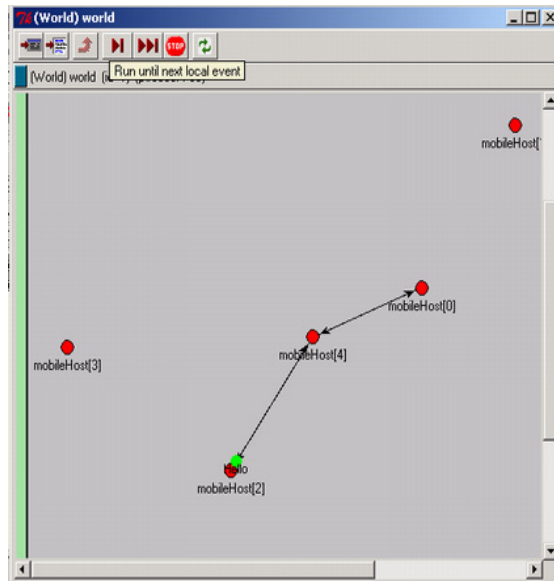 (World) world
STOP
Run until next local event
(World) world
mobileHost[
mobileHost[0]
mobileHost[4]
mobileHost[3]
Hello
mobileHost[2]